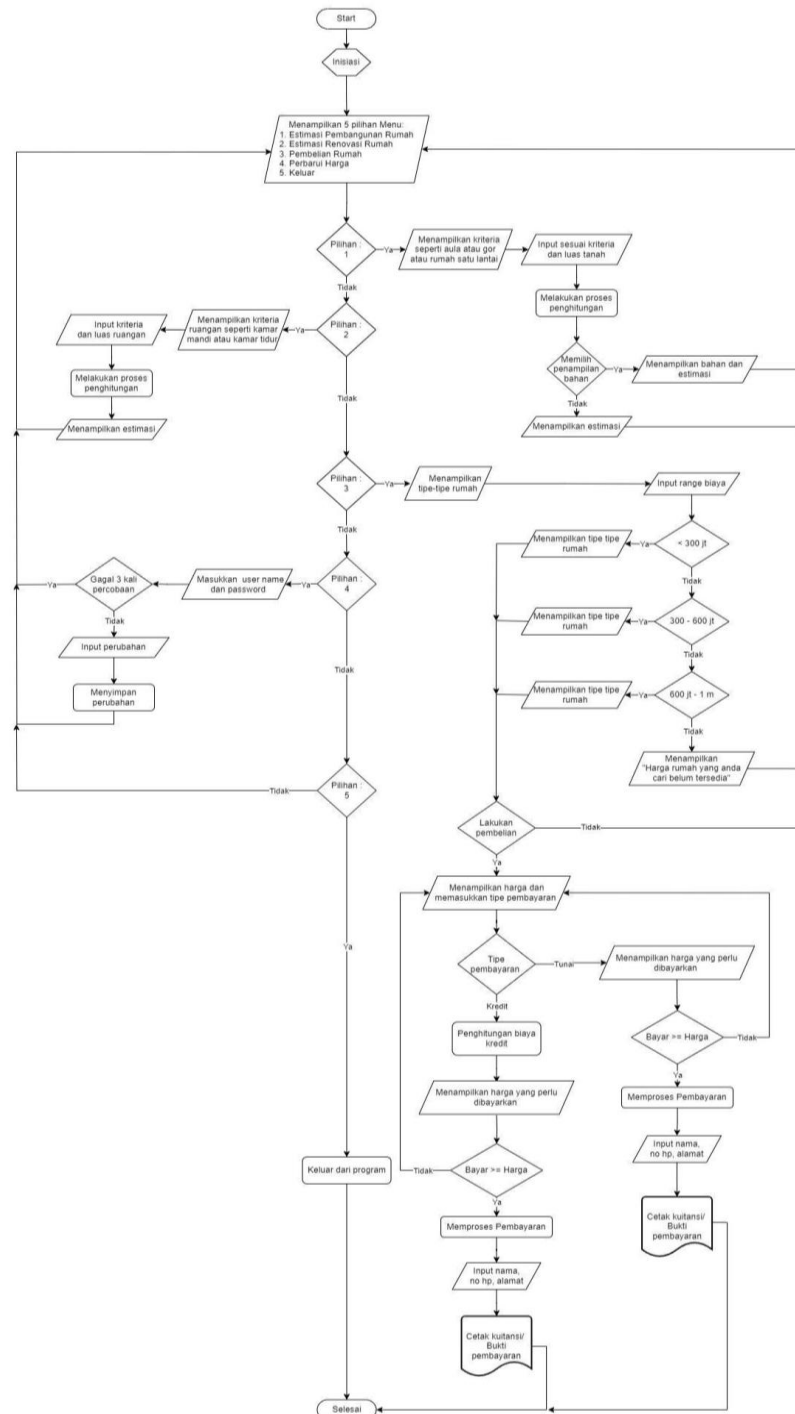 Start
Inisiasi
Menampilkan 5 pilihan Menu:
1. Estimasi Pembangunan Rumah
2. Estimasi Renovasi Rumah
3. Pembelian Rumah
4. Perbarui Harga
5. Keluar
Pilihan :
1
Ya
Menampilkan kriteria
seperti aula atau gor
atau rumah satu lantai
Input sesuai kriteria
dan luas tanah
Melakukan proses
penghitungan
Memilih
penampilan
bahan
Ya
Menampilkan bahan dan
estimasi
Tidak
Menampilkan estimasi
Tidak
Pilihan :
2
Ya
Menampilkan kriteria
ruangan seperti kamar
mandi atau kamar tidur
Input kriteria
dan luas ruangan
Melakukan proses
penghitungan
Menampilkan estimasi
Tidak
Pilihan :
3
Ya
Menampilkan
tipe-tipe rumah
Input range biaya
< 300 jt
Ya
Menampilkan tipe tipe
rumah
Tidak
300 - 600 jt
Ya
Menampilkan tipe tipe
rumah
Tidak
600 jt - 1 m
Ya
Menampilkan tipe tipe
rumah
Tidak
Menampilkan
"Harga rumah yang anda
cari belum tersedia"
Tidak
Pilihan :
4
Ya
Masukkan user name
dan password
Gagal 3 kali
percobaan
Ya
Tidak
Input perubahan
Menyimpan
perubahan
Tidak
Pilihan :
5
Tidak
Ya
Keluar dari program
Lakukan
pembelian
Tidak
Ya
Menampilkan harga dan
memasukkan tipe pembayaran
Tipe
pembayaran
Tunai
Menampilkan harga yang perlu
dibayarkan
Bayar >= Harga
Tidak
Ya
Memproses Pembayaran
Input nama,
no hp, alamat
Cetak kuitansi/
Bukti
pembayaran
Kredit
Penghitungan biaya
kredit
Menampilkan harga yang perlu
dibayarkan
Bayar >= Harga
Tidak
Ya
Memproses Pembayaran
Input nama,
no hp, alamat
Cetak kuitansi/
Bukti
pembayaran
Selesai